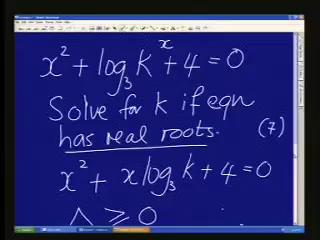 x² + log₃ k^x + 4 = 0
Solve for k if eqn
has real roots. (7)
x² + x log₃ k + 4 = 0
△ ≥ 0